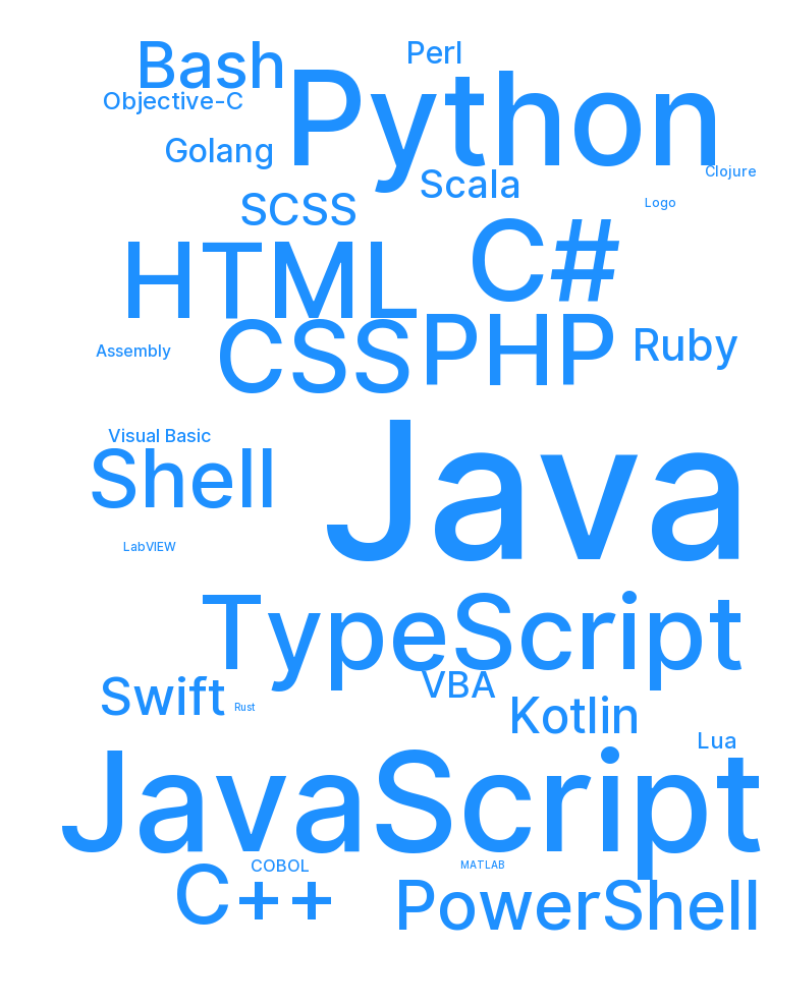 Bash
Perl
Objective-C
Python
Golang
Clojure
Scala
SCSS
Logo
C#
HTML
CSS
PHP
Ruby
Assembly
Visual Basic
Shell
Java
LabVIEW
TypeScript
Swift
VBA
Rust
Kotlin
Lua
JavaScript
COBOL
MATLAB
C++
PowerShell